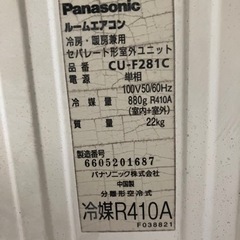 Panasonic
ルームエアコン
冷房・暖房兼用
セパレート形室外ユニット
品番 CU-F281C
電源 単相
100V50/60Hz
冷媒量 880g R410A
(室内+室外)
質量 22kg
製造番号
6605201687
パナソニック株式会社
中国製
分離形空冷式
冷媒R410A
F038821